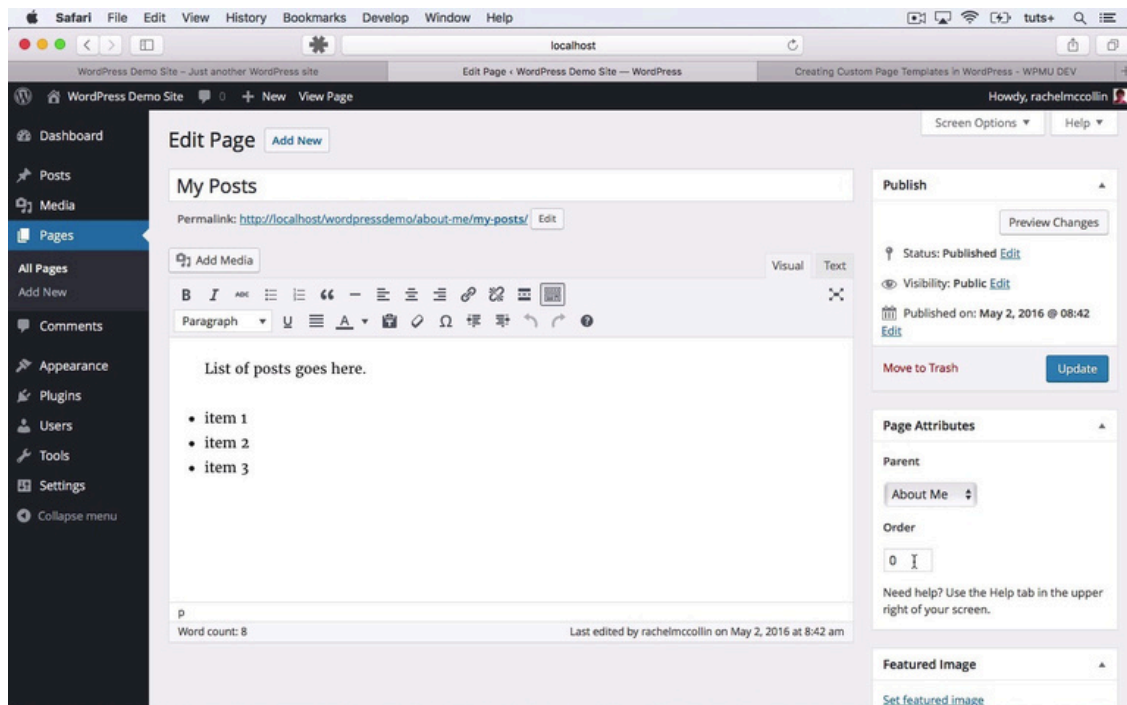 Safari File Edit View History Bookmarks Develop Window Help tuts+
localhost
WordPress Demo Site – Just another WordPress site
Edit Page ‹ WordPress Demo Site — WordPress
Creating Custom Page Templates in WordPress - WPMU DEV
WordPress Demo Site 0 + New View Page
Howdy, rachelmccollin
Dashboard
Posts
Media
Pages
All Pages
Add New
Comments
Appearance
Plugins
Users
Tools
Settings
Collapse menu
Screen Options Help
Edit Page Add New
My Posts
Permalink: http://localhost/wordpressdemo/about-me/my-posts/ Edit
Add Media
Visual Text
B I ABC
Paragraph U A Ω
List of posts goes here.
• item 1
• item 2
• item 3
p
Word count: 8
Last edited by rachelmccollin on May 2, 2016 at 8:42 am
Publish
Preview Changes
Status: Published Edit
Visibility: Public Edit
Published on: May 2, 2016 @ 08:42
Edit
Move to Trash Update
Page Attributes
Parent
About Me
Order
0
Need help? Use the Help tab in the upper
right of your screen.
Featured Image
Set featured image